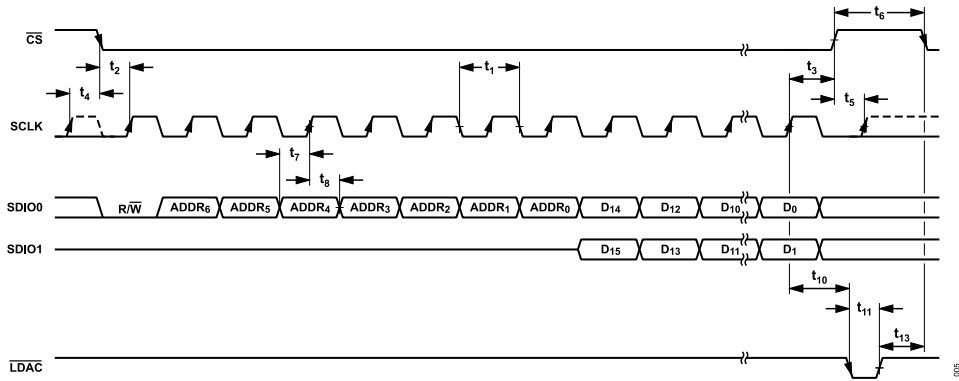 t6
CS
t2
t1
t3
t4
t5
SCLK
t7
t8
SDIO0
R/W
ADDR6
ADDR5
ADDR4
ADDR3
ADDR2
ADDR1
ADDR0
D14
D12
D10
D0
SDIO1
D15
D13
D11
D1
t10
t11
t13
LDAC
005